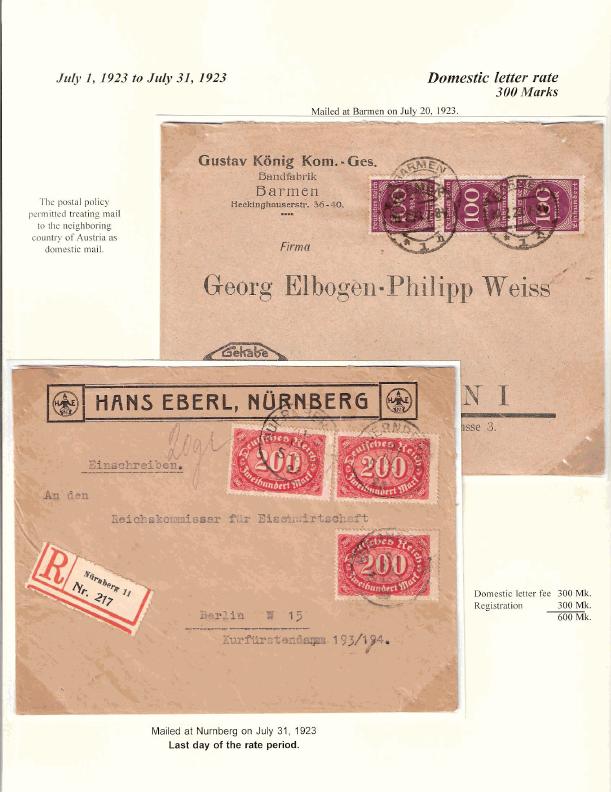 July 1, 1923 to July 31, 1923
Domestic letter rate
300 Marks
Mailed at Barmen on July 20, 1923.
The postal policy
permitted treating mail
to the neighboring
country of Austria as
domestic mail.
Gustav König Kom.-Ges.
Bandfabrik
Barmen
Heckinghauserstr. 36-40.
BARMEN
100
100
100
Firma
Georg Elbogen-Philipp Weiss
Gekabe
N I
asse 3.
HANS EBERL, NÜRNBERG
Einschreiben.
Deutsches Reich
200
Zweihundert Mark
Deutsches Reich
200
Zweihundert Mark
An den
Reichskommissar für Eisenwirtschaft
Deutsches Reich
200
Zweihundert Mark
R
Nürnberg 11
Nr. 217
Berlin W 15
Kurfürstendamm 193/194.
Domestic letter fee 300 Mk.
Registration 300 Mk.
600 Mk.
Mailed at Nurnberg on July 31, 1923
Last day of the rate period.